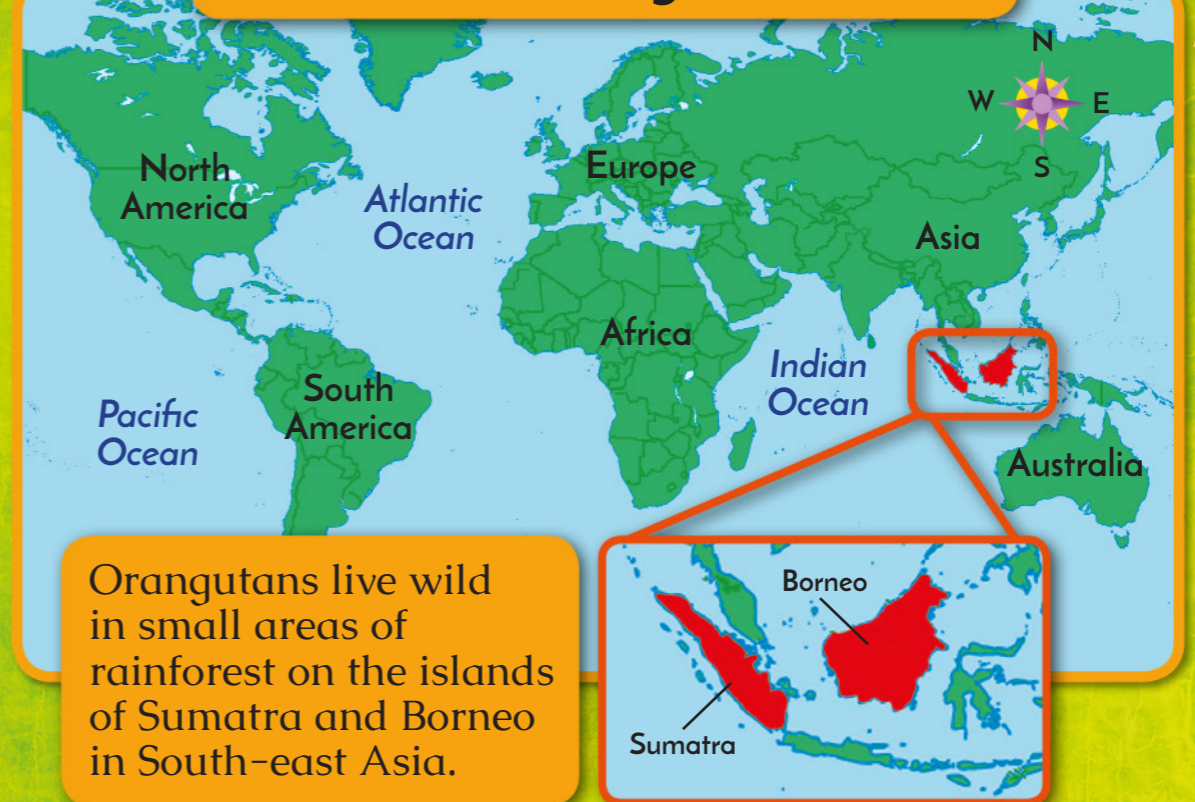 N
W
E
S
North
America
Atlantic
Ocean
Europe
Asia
Africa
Indian
Ocean
South
America
Pacific
Ocean
Australia
Orangutans live wild
in small areas of
rainforest on the islands
of Sumatra and Borneo
in South-east Asia.
Borneo
Sumatra